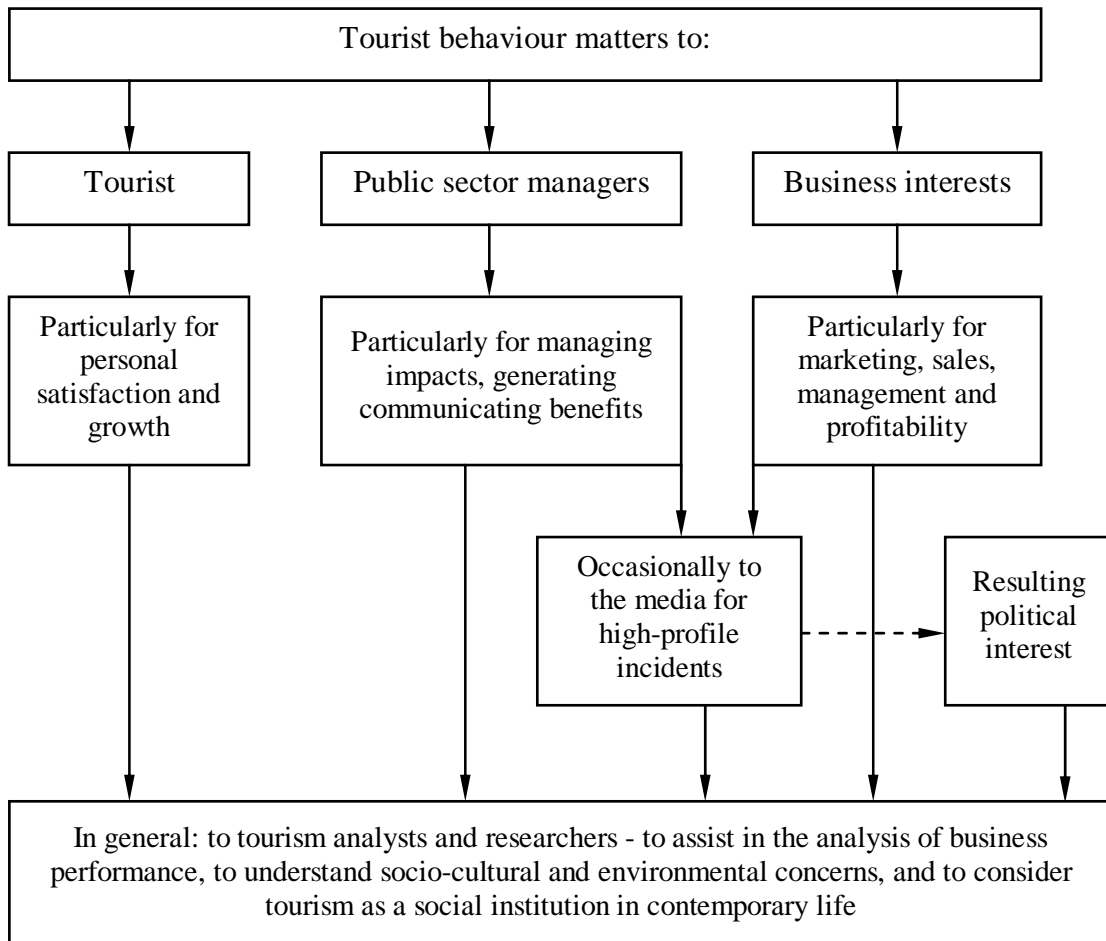 Tourist behaviour matters to:
Tourist
Public sector managers
Business interests
Particularly for
personal
satisfaction and
growth
Particularly for managing
impacts, generating
communicating benefits
Particularly for
marketing, sales,
management and
profitability
Occasionally to
the media for
high-profile
incidents
Resulting
political
interest
In general: to tourism analysts and researchers - to assist in the analysis of business
performance, to understand socio-cultural and environmental concerns, and to consider
tourism as a social institution in contemporary life